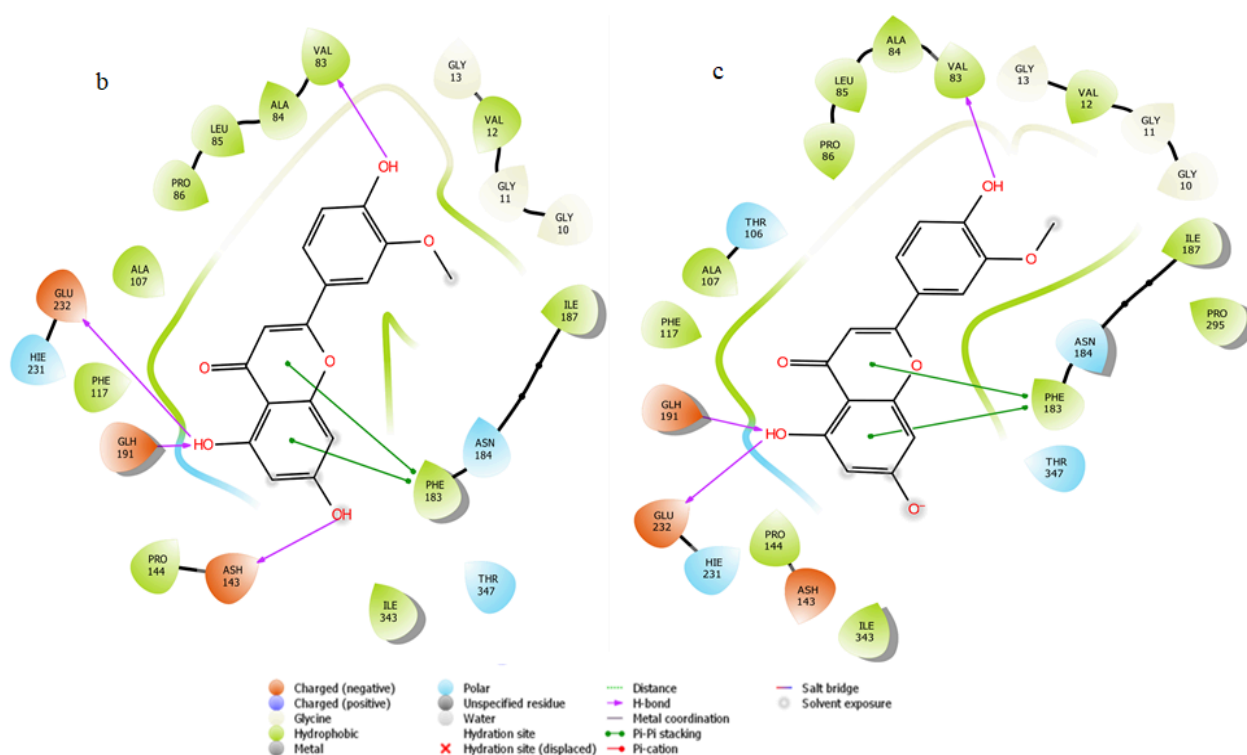 b
VAL
83
GLY
13
ALA
84
VAL
12
LEU
85
GLY
11
PRO
86
GLY
10
OH
O
ALA
107
GLU
232
ILE
187
HIE
231
PHE
117
O
O
GLH
191
HO
ASN
184
PHE
183
OH
PRO
144
ASH
143
THR
347
ILE
343
c
ALA
84
VAL
83
LEU
85
GLY
13
VAL
12
PRO
86
GLY
11
GLY
10
OH
THR
106
ILE
187
ALA
107
O
PHE
117
PRO
295
ASN
184
O
O
GLH
191
PHE
183
HO
THR
347
GLU
232
O-
HIE
231
PRO
144
ASH
143
ILE
343
Charged (negative)
Charged (positive)
Glycine
Hydrophobic
Metal
Polar
Unspecified residue
Water
Hydration site
Hydration site (displaced)
Distance
H-bond
Metal coordination
Pi-Pi stacking
Pi-cation
Salt bridge
Solvent exposure